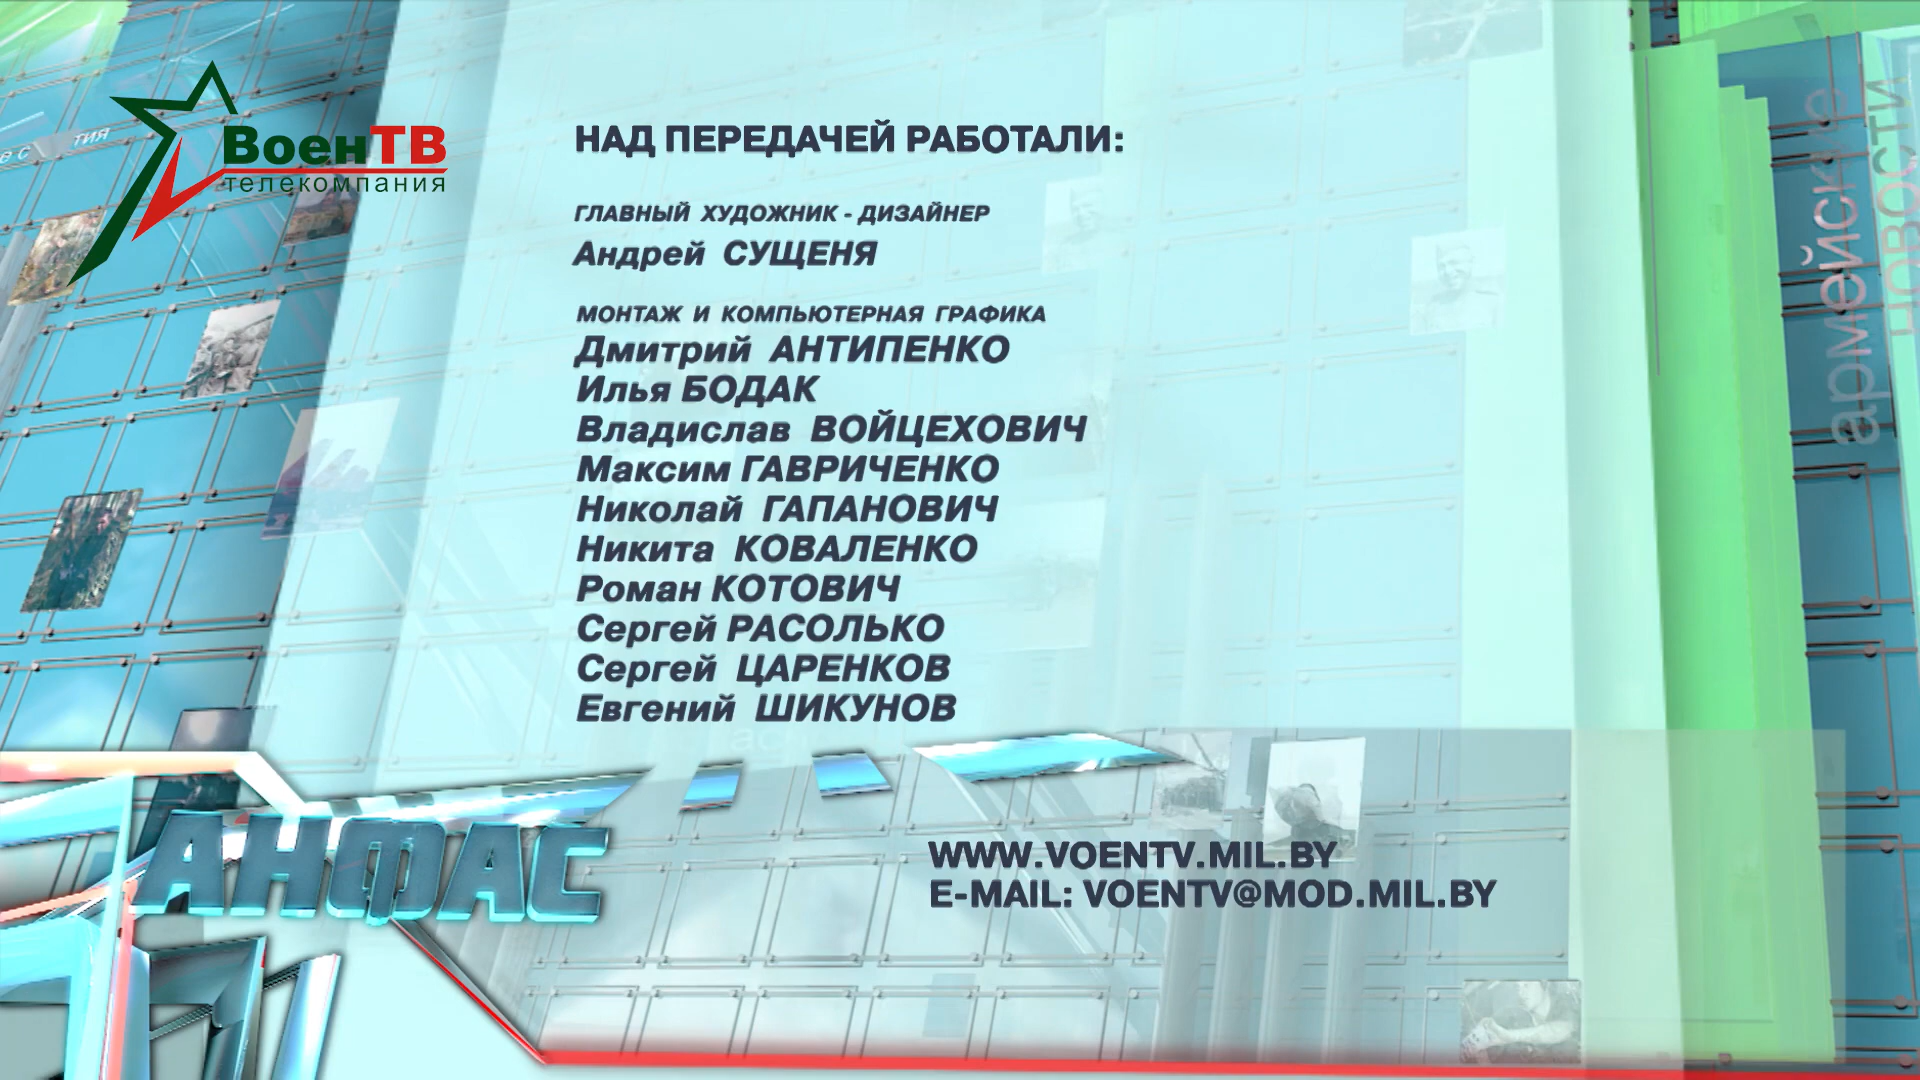 ВоенТВ
телекомпания
тия
НАД ПЕРЕДАЧЕЙ РАБОТАЛИ:
ГЛАВНЫЙ ХУДОЖНИК - ДИЗАЙНЕР
Андрей СУЩЕНЯ
МОНТАЖ И КОМПЬЮТЕРНАЯ ГРАФИКА
Дмитрий АНТИПЕНКО
Илья БОДАК
Владислав ВОЙЦЕХОВИЧ
Максим ГАВРИЧЕНКО
Николай ГАПАНОВИЧ
Никита КОВАЛЕНКО
Роман КОТОВИЧ
Сергей РАСОЛЬКО
Сергей ЦАРЕНКОВ
Евгений ШИКУНОВ
армейские
новости
АНФАС
WWW.VOENTV.MIL.BY
E-MAIL: VOENTV@MOD.MIL.BY